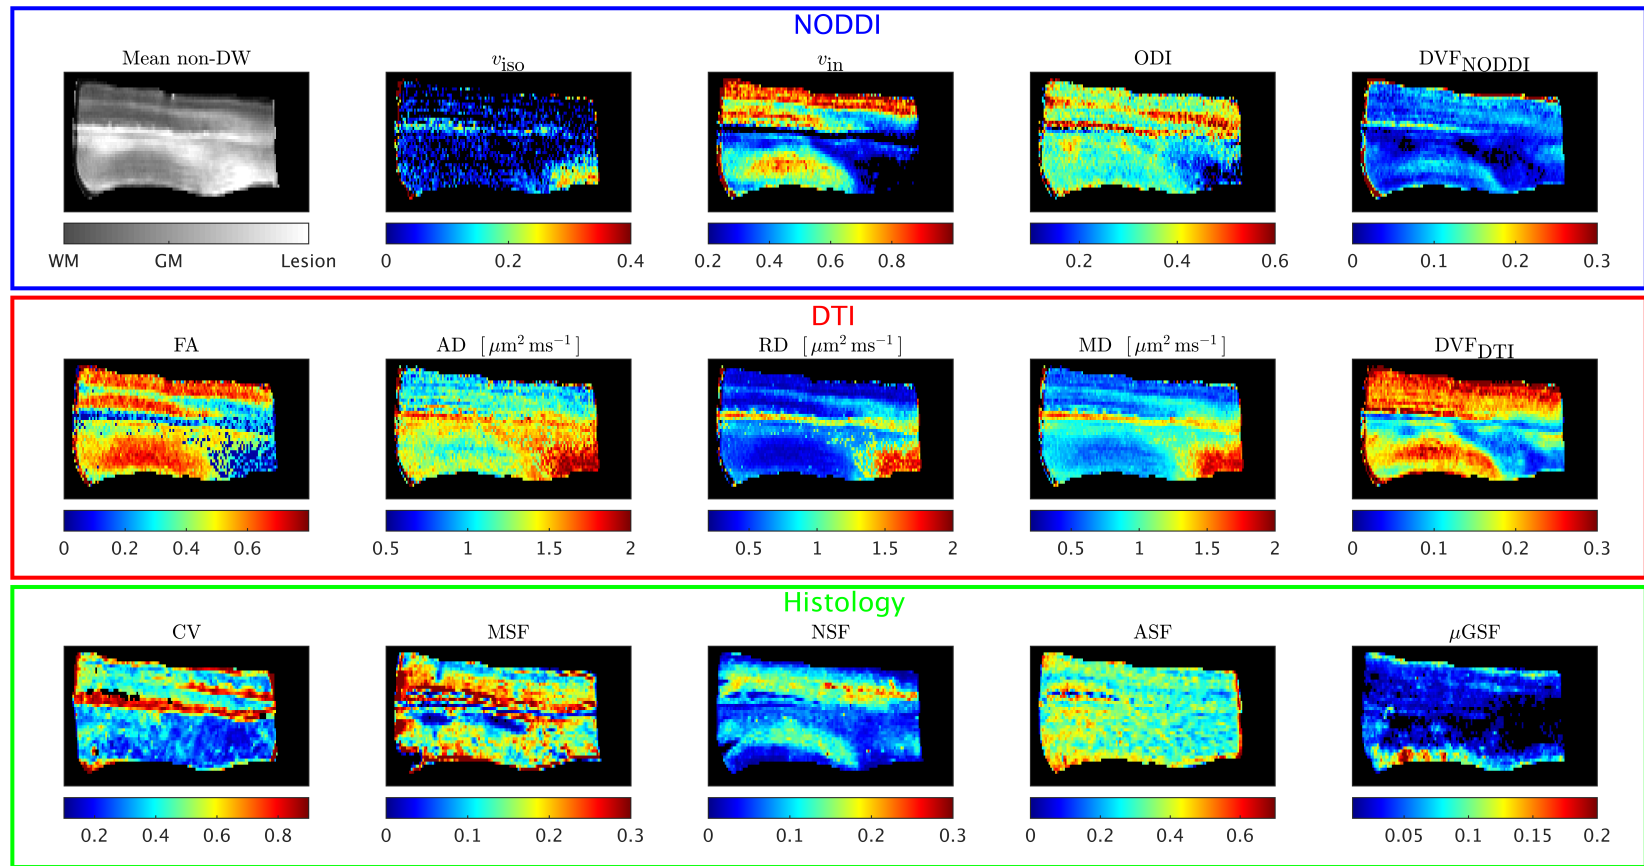 NODDI
Mean non-DW
v_iso
v_in
ODI
DVF_NODDI
WM GM Lesion
0 0.2 0.4
0.2 0.4 0.6 0.8
0.2 0.4 0.6
0 0.1 0.2 0.3
DTI
FA
AD [μm² ms⁻¹]
RD [μm² ms⁻¹]
MD [μm² ms⁻¹]
DVF_DTI
0 0.2 0.4 0.6
0.5 1 1.5 2
0.5 1 1.5 2
0.5 1 1.5 2
0 0.1 0.2 0.3
Histology
CV
MSF
NSF
ASF
μGSF
0.2 0.4 0.6 0.8
0 0.1 0.2 0.3
0 0.1 0.2 0.3
0 0.2 0.4 0.6
0.05 0.1 0.15 0.2